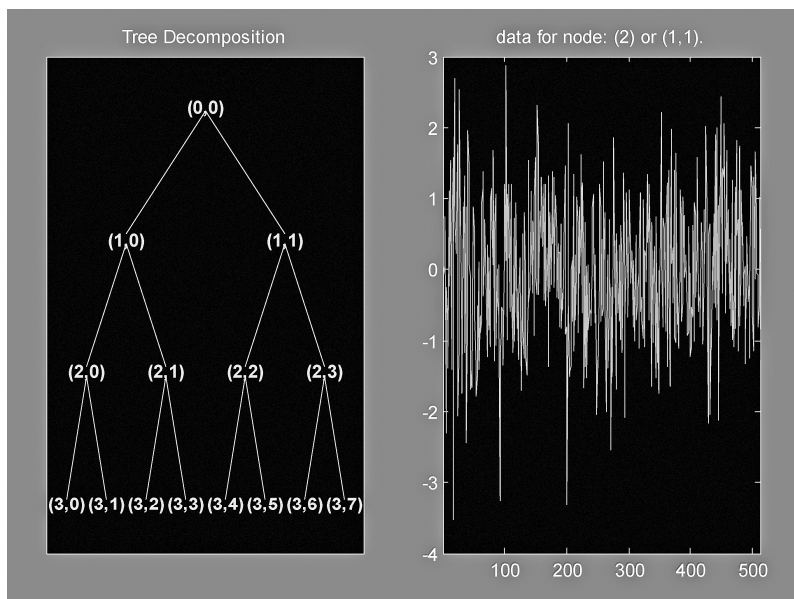 Tree Decomposition
(0,0)
(1,0) (1,1)
(2,0) (2,1) (2,2) (2,3)
(3,0) (3,1) (3,2) (3,3) (3,4) (3,5) (3,6) (3,7)
data for node: (2) or (1,1).
3
2
1
0
-1
-2
-3
-4
100 200 300 400 500